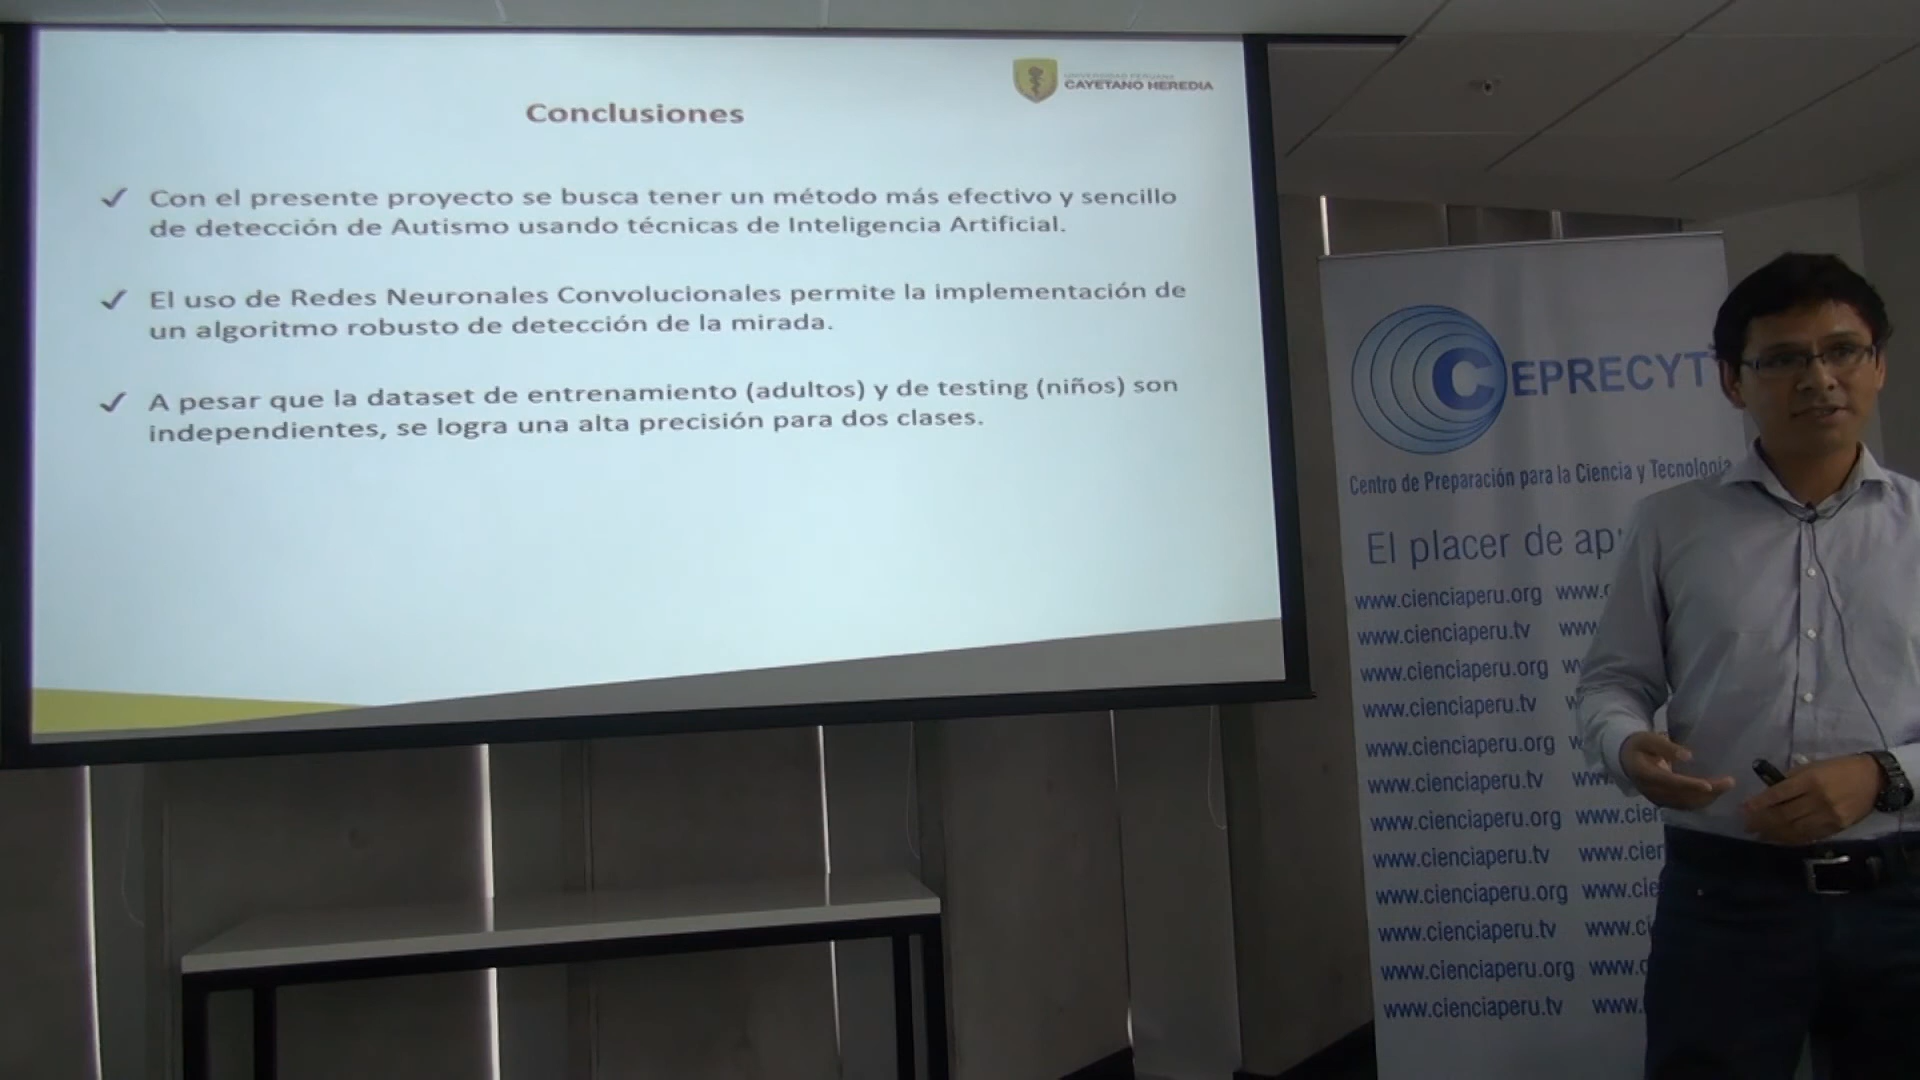 UNIVERSIDAD PERUANA
CAYETANO HEREDIA
Conclusiones
✓ Con el presente proyecto se busca tener un método más efectivo y sencillo
de detección de Autismo usando técnicas de Inteligencia Artificial.
✓ El uso de Redes Neuronales Convolucionales permite la implementación de
un algoritmo robusto de detección de la mirada.
✓ A pesar que la dataset de entrenamiento (adultos) y de testing (niños) son
independientes, se logra una alta precisión para dos clases.
CEPRECYT
Centro de Preparación para la Ciencia y Tecnología
El placer de
www.cienciaperu.org
www.cienciaperu.tv
www.cienciaperu.org
www.cienciaperu.tv
www.cienciaperu.org
www.cienciaperu.tv
www.cienciaperu.org
www.cienciaperu.tv
www.cienciaperu.org
www.cienciaperu.tv
www.cienciaperu.org
www.cienciaperu.tv